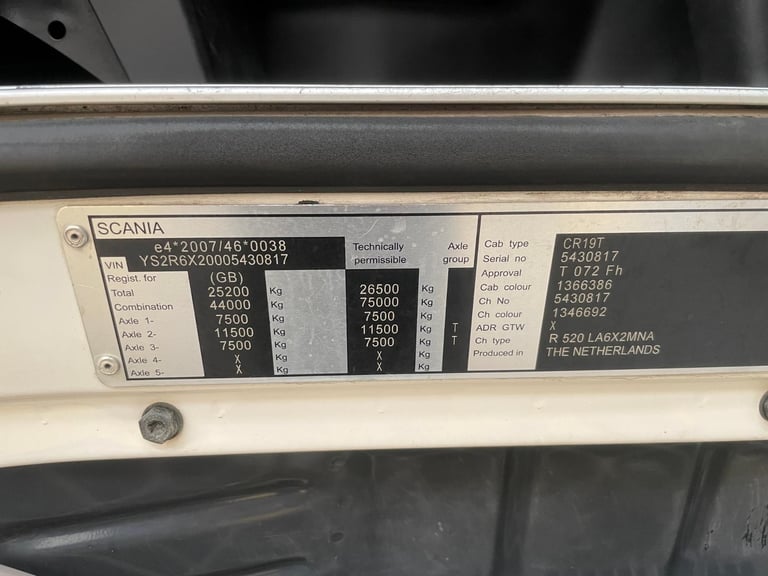 SCANIA
e4*2007/46*0038
VIN YS2R6X20005430817
Technically permissible
Axle group
Regist. for (GB)
Total 25200 Kg 26500 Kg
Combination 44000 Kg 75000 Kg
Axle 1- 7500 Kg 7500 Kg
Axle 2- 11500 Kg 11500 Kg T
Axle 3- 7500 Kg 7500 Kg T
Axle 4- X Kg X Kg
Axle 5- X Kg X Kg
Cab type CR19T
Serial no 5430817
Approval T 072 Fh
Cab colour 1366386
Ch No 5430817
Ch colour 1346692
ADR GTW X
Ch type R 520 LA6X2MNA
Produced in THE NETHERLANDS